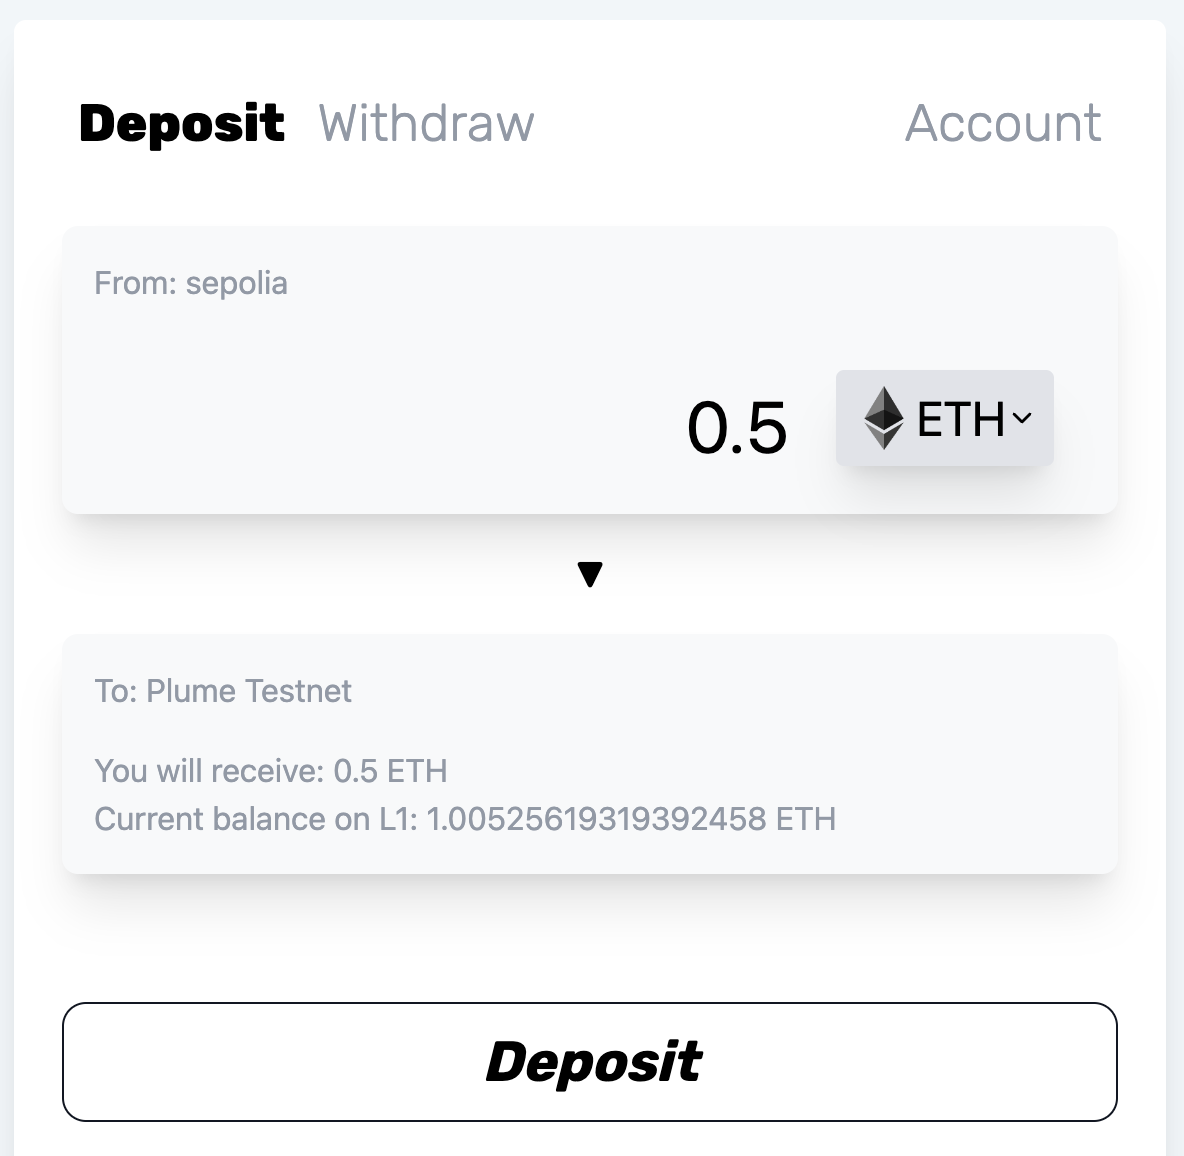 Deposit Withdraw Account
From: sepolia
0.5 ETH
To: Plume Testnet
You will receive: 0.5 ETH
Current balance on L1: 1.00525619319392458 ETH
Deposit